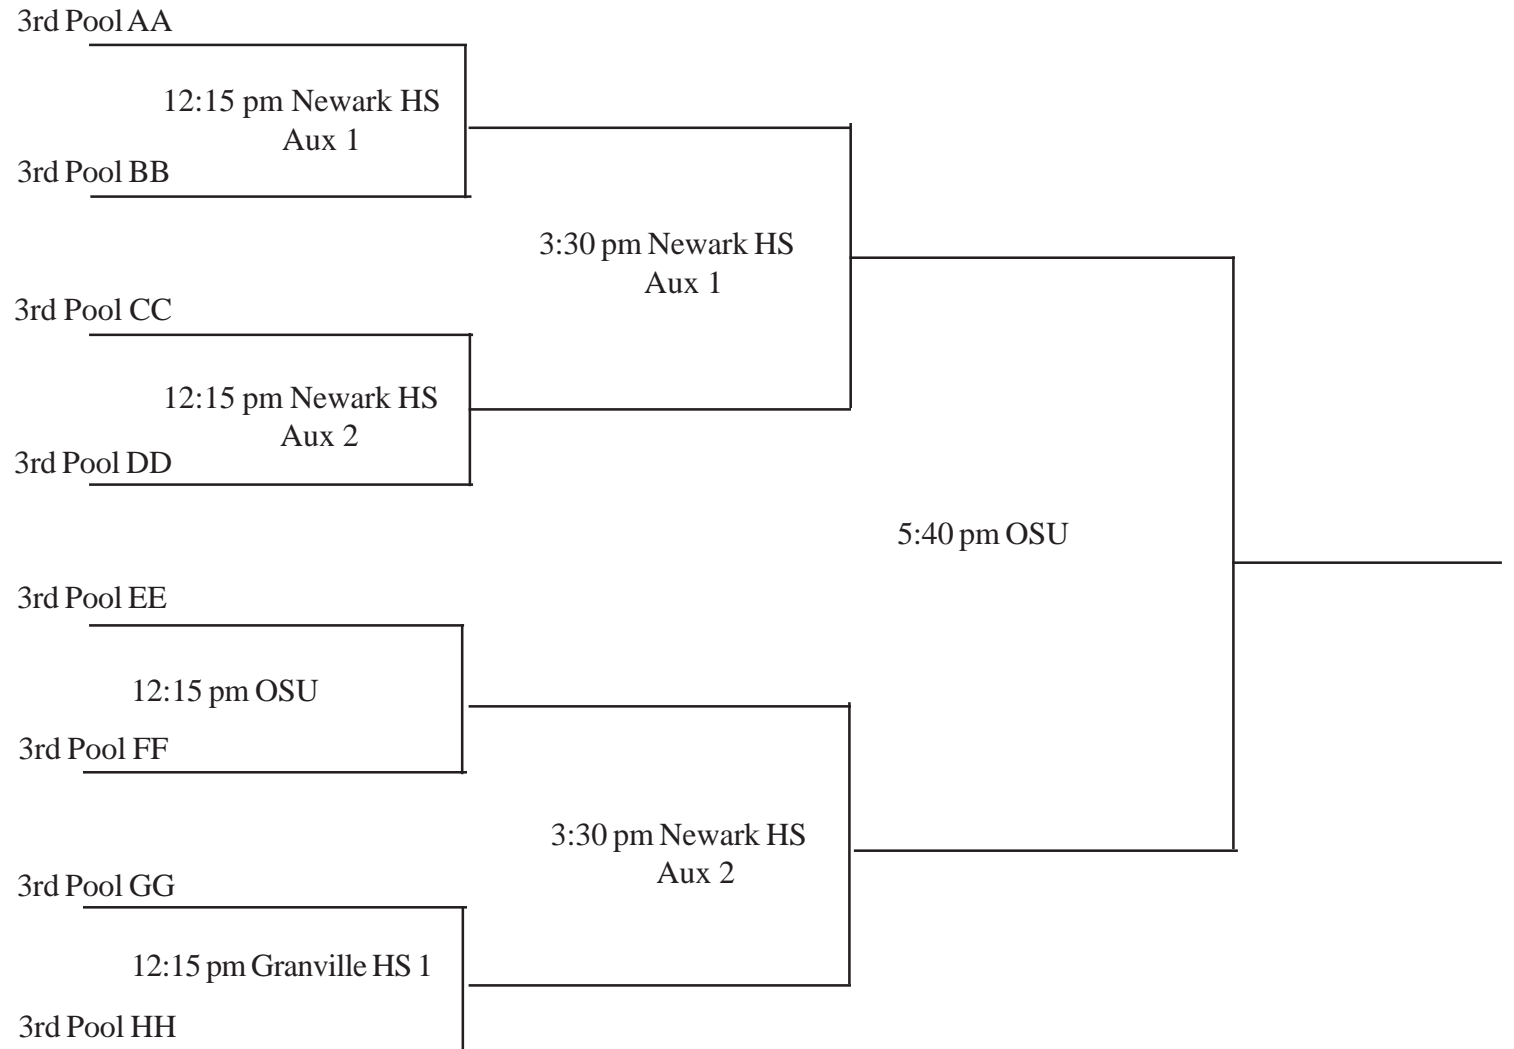 3rd Pool AA
12:15 pm Newark HS
Aux 1
3rd Pool BB
3:30 pm Newark HS
Aux 1
3rd Pool CC
12:15 pm Newark HS
Aux 2
3rd Pool DD
5:40 pm OSU
3rd Pool EE
12:15 pm OSU
3rd Pool FF
3:30 pm Newark HS
Aux 2
3rd Pool GG
12:15 pm Granville HS 1
3rd Pool HH